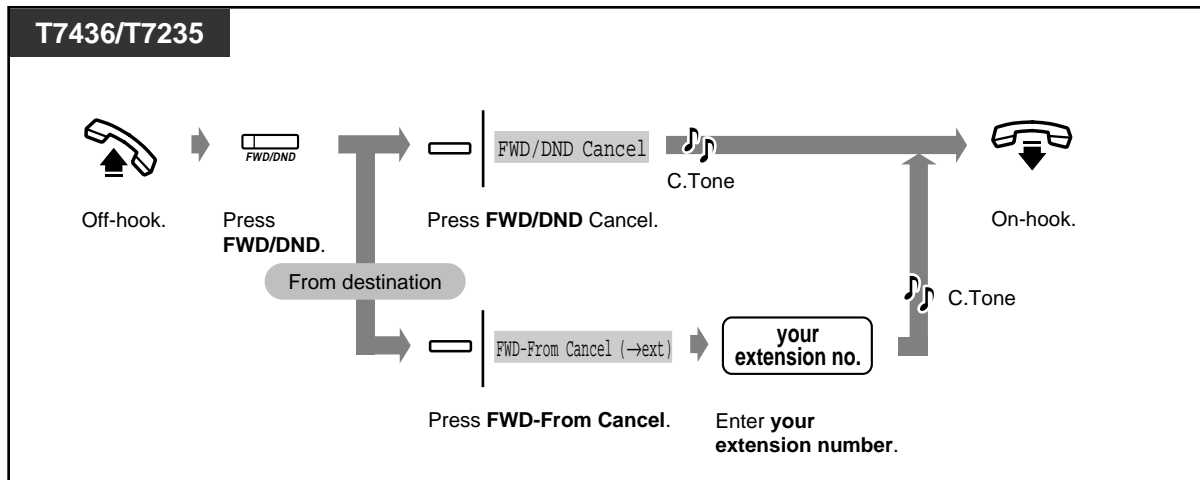 T7436/T7235
FWD/DND
FWD/DND Cancel
C.Tone
Off-hook.
Press
FWD/DND.
Press FWD/DND Cancel.
On-hook.
From destination
C.Tone
FWD-From Cancel (→ext)
your
extension no.
Press FWD-From Cancel.
Enter your
extension number.